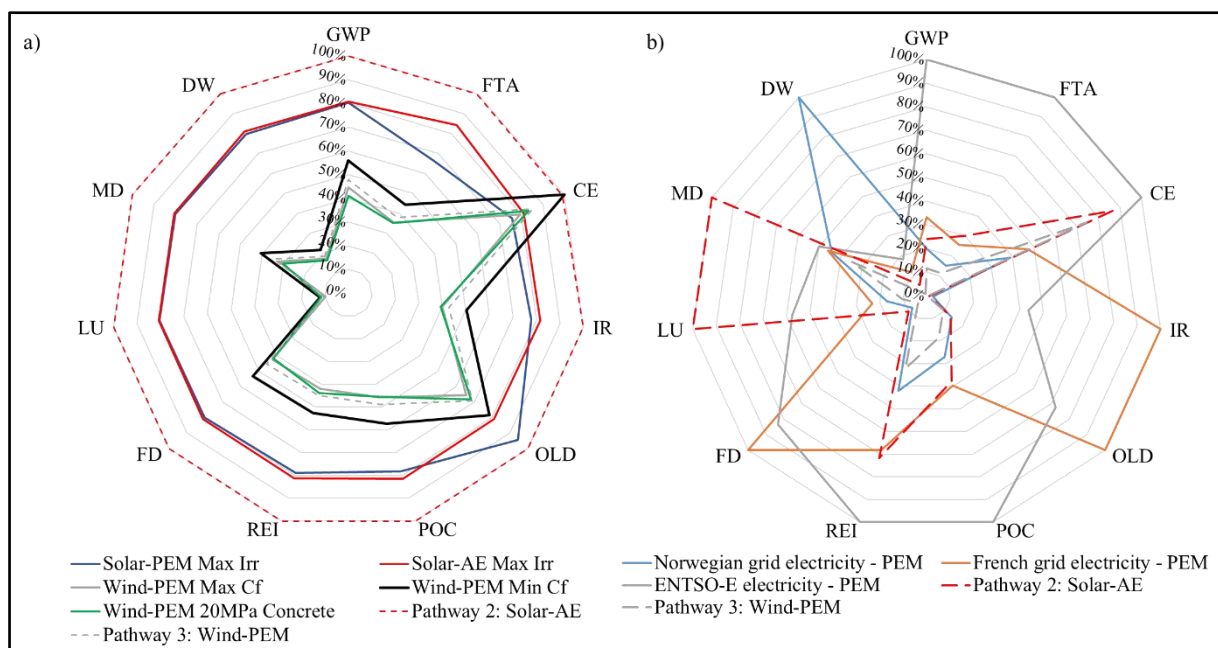 a)
GWP
FTA
CE
IR
OLD
POC
REI
FD
LU
MD
DW
100%
90%
80%
70%
60%
50%
40%
30%
20%
10%
0%
Solar-PEM Max Irr
Solar-AE Max Irr
Wind-PEM Max Cf
Wind-PEM Min Cf
Wind-PEM 20MPa Concrete
Pathway 2: Solar-AE
Pathway 3: Wind-PEM
b)
GWP
FTA
CE
IR
OLD
POC
REI
FD
LU
MD
DW
100%
90%
80%
70%
60%
50%
40%
30%
20%
10%
0%
Norwegian grid electricity - PEM
French grid electricity - PEM
ENTSO-E electricity - PEM
Pathway 2: Solar-AE
Pathway 3: Wind-PEM